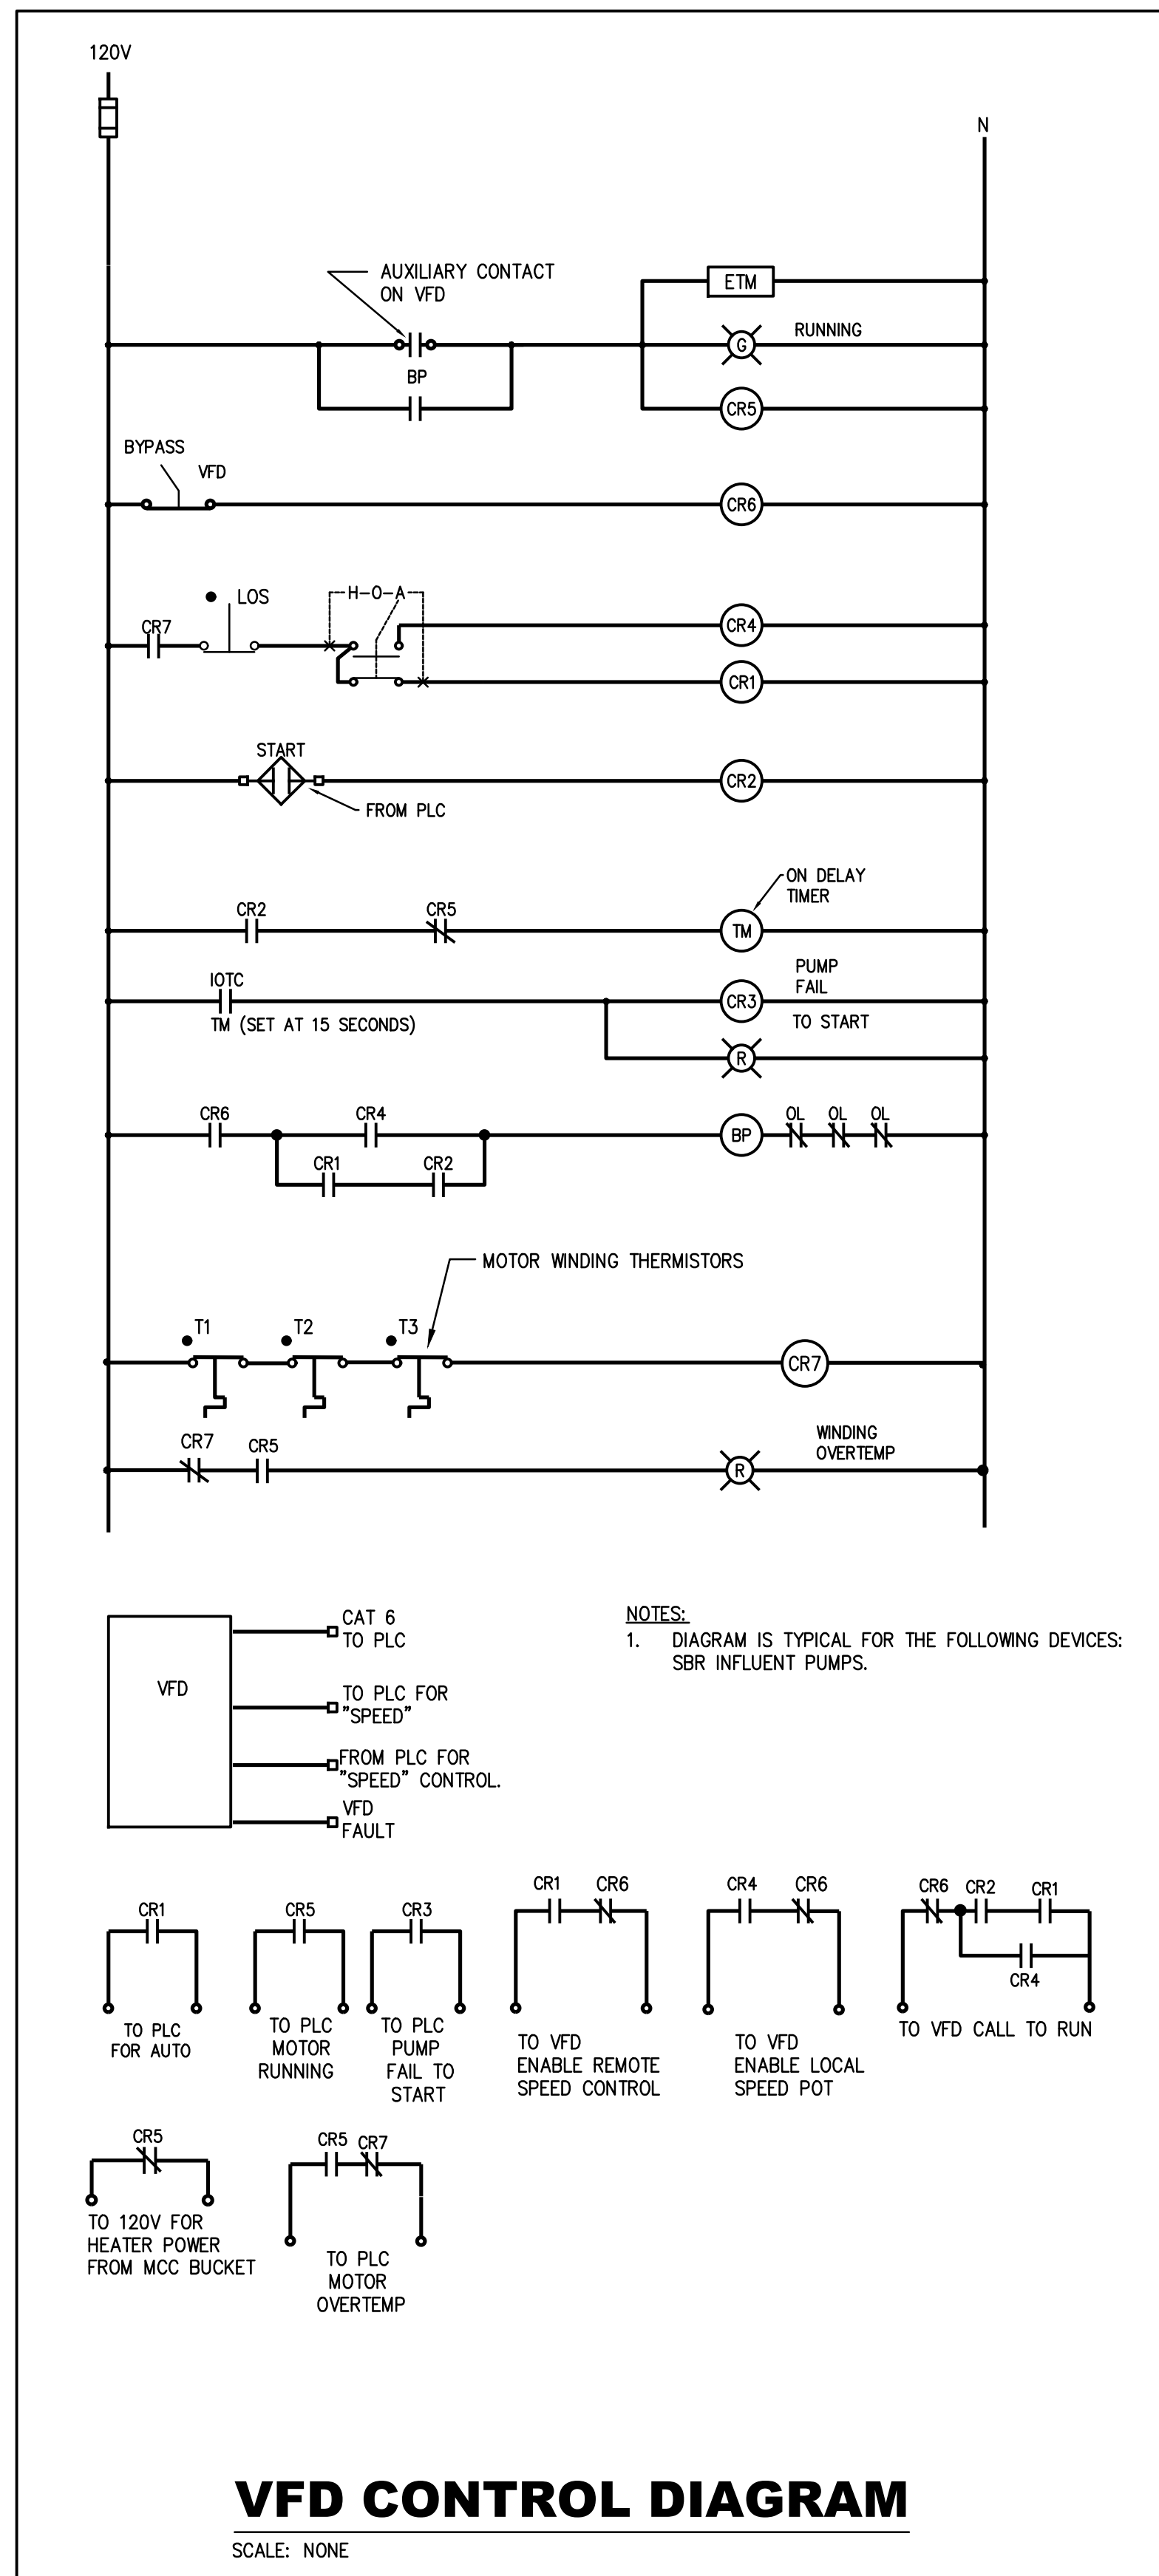 120V
N
AUXILIARY CONTACT
ON VFD
ETM
RUNNING
G
BP
CR5
BYPASS
VFD
CR6
LOS
H-O-A
CR7
CR4
CR1
START
CR2
FROM PLC
ON DELAY
TIMER
CR2
CR5
TM
PUMP
FAIL
IOTC
CR3
TM (SET AT 15 SECONDS)
TO START
R
CR6
CR4
BP
OL
OL
OL
CR1
CR2
MOTOR WINDING THERMISTORS
T1
T2
T3
CR7
WINDING
OVERTEMP
CR7
CR5
R
CAT 6
TO PLC
VFD
TO PLC FOR
"SPEED"
FROM PLC FOR
"SPEED" CONTROL.
VFD
FAULT
NOTES:
1. DIAGRAM IS TYPICAL FOR THE FOLLOWING DEVICES:
SBR INFLUENT PUMPS.
CR1
TO PLC
FOR AUTO
CR5
TO PLC
MOTOR
RUNNING
CR3
TO PLC
PUMP
FAIL TO
START
CR1
CR6
TO VFD
ENABLE REMOTE
SPEED CONTROL
CR4
CR6
TO VFD
ENABLE LOCAL
SPEED POT
CR6
CR2
CR1
CR4
TO VFD CALL TO RUN
CR5
TO 120V FOR
HEATER POWER
FROM MCC BUCKET
CR5
CR7
TO PLC
MOTOR
OVERTEMP
VFD CONTROL DIAGRAM
SCALE: NONE